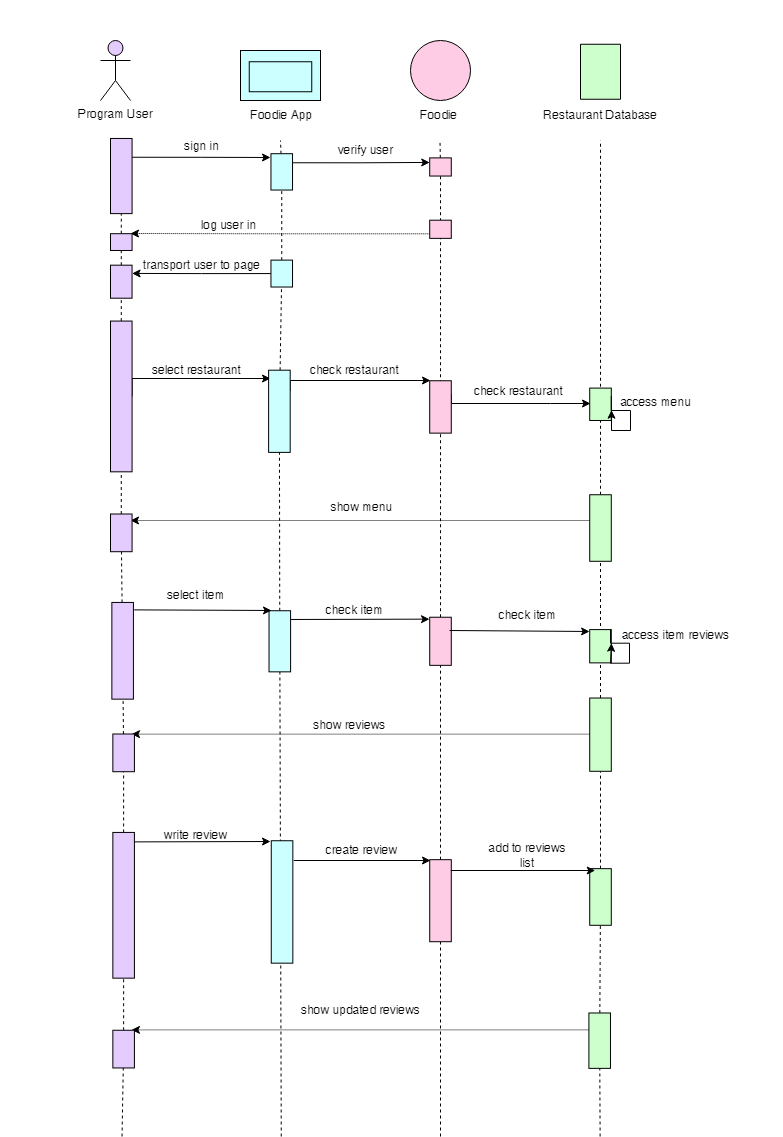 Program User
Foodie App
Foodie
Restaurant Database
sign in
verify user
log user in
transport user to page
select restaurant
check restaurant
check restaurant
access menu
show menu
select item
check item
check item
access item reviews
show reviews
write review
create review
add to reviews
list
show updated reviews